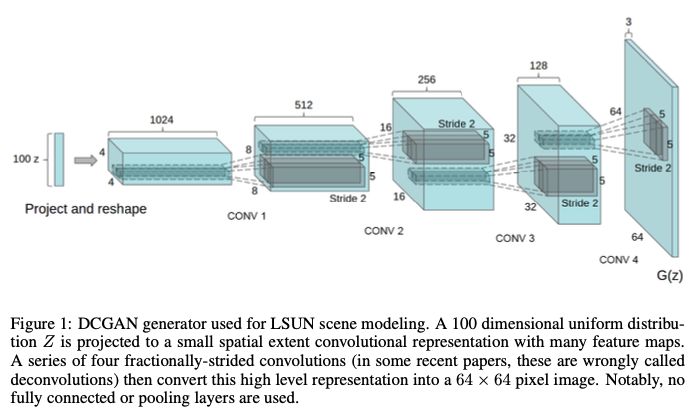 3
128
256
512
1024
64
16
Stride 2
5
5
32
5
5
8
5
5
5
5
100 z
4
4
8
Stride 2
16
Stride 2
32
Stride 2
64
Project and reshape
CONV 1
CONV 2
CONV 3
CONV 4
G(z)
Figure 1: DCGAN generator used for LSUN scene modeling. A 100 dimensional uniform distribu-
tion Z is projected to a small spatial extent convolutional representation with many feature maps.
A series of four fractionally-strided convolutions (in some recent papers, these are wrongly called
deconvolutions) then convert this high level representation into a 64 × 64 pixel image. Notably, no
fully connected or pooling layers are used.